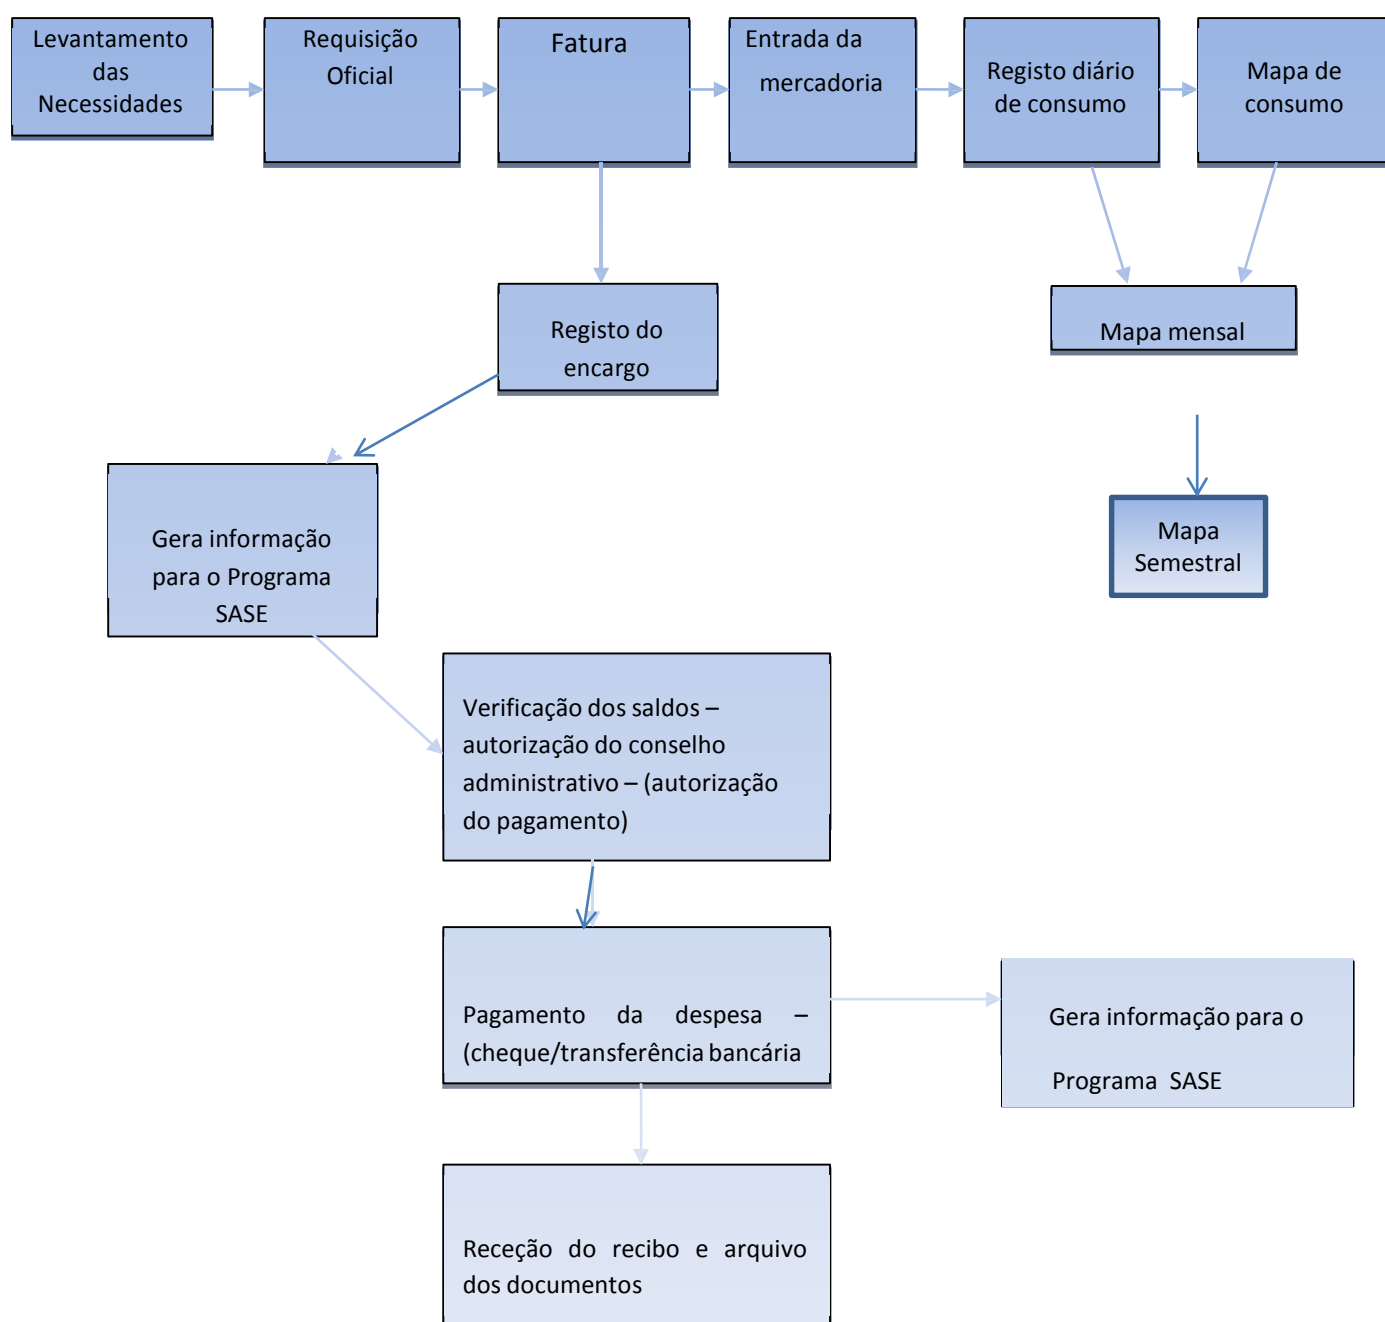 Levantamento
das
Necessidades
Requisição
Oficial
Fatura
Entrada da
mercadoria
Registo diário
de consumo
Mapa de
consumo
Registo do
encargo
Mapa mensal
Gera informação
para o Programa
SASE
Mapa
Semestral
Verificação dos saldos –
autorização do conselho
administrativo – (autorização
do pagamento)
Pagamento da despesa –
(cheque/transferência bancária
Gera informação para o
Programa SASE
Receção do recibo e arquivo
dos documentos